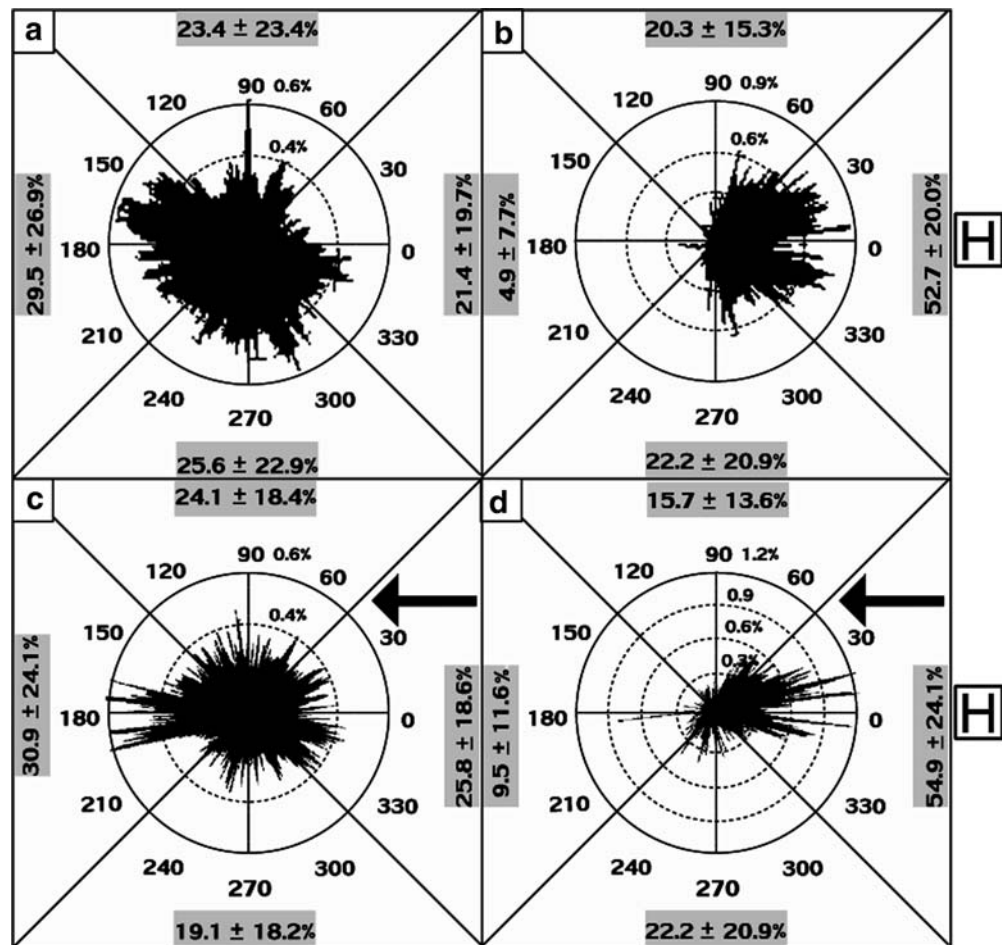 a
23.4 ± 23.4%
90 0.6%
120
60
0.4%
150
30
29.5 ± 26.9%
180
0
21.4 ± 19.7%
210
330
240
300
270
25.6 ± 22.9%
b
20.3 ± 15.3%
90 0.9%
120
60
0.6%
150
30
4.9 ± 7.7%
180
0
52.7 ± 20.0%
H
210
330
240
300
270
22.2 ± 20.9%
c
24.1 ± 18.4%
90 0.6%
120
60
0.4%
150
30
30.9 ± 24.1%
180
0
25.8 ± 18.6%
210
330
240
300
270
19.1 ± 18.2%
d
15.7 ± 13.6%
90 1.2%
120
60
0.9
0.6%
0.3%
150
30
9.5 ± 11.6%
180
0
54.9 ± 24.1%
H
210
330
240
300
270
22.2 ± 20.9%